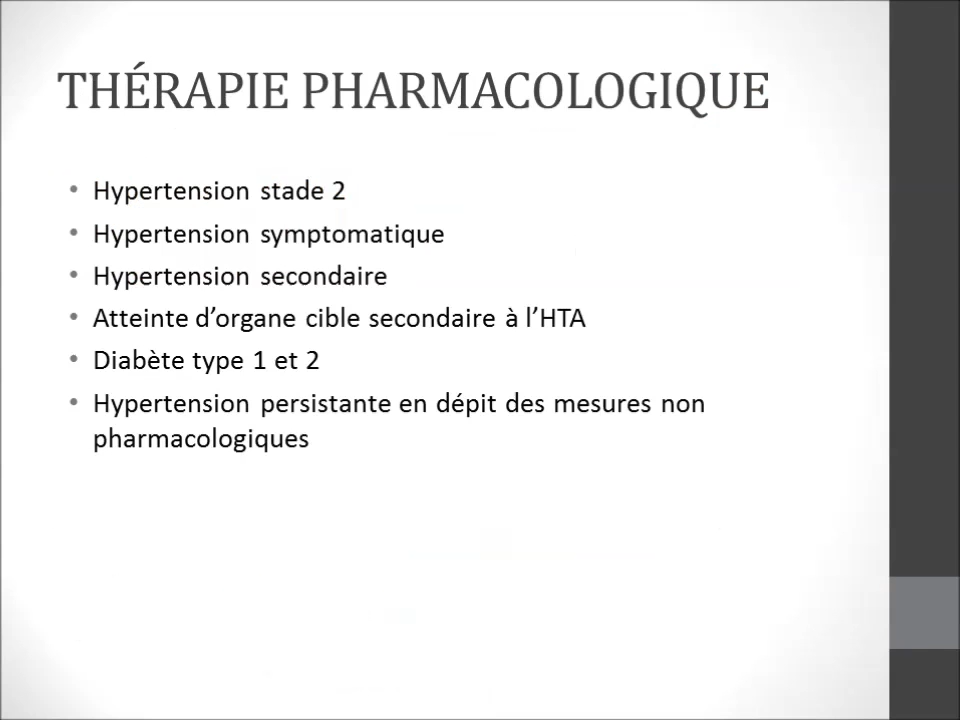 THÉRAPIE PHARMACOLOGIQUE
• Hypertension stade 2
• Hypertension symptomatique
• Hypertension secondaire
• Atteinte d’organe cible secondaire à l’HTA
• Diabète type 1 et 2
• Hypertension persistante en dépit des mesures non
pharmacologiques